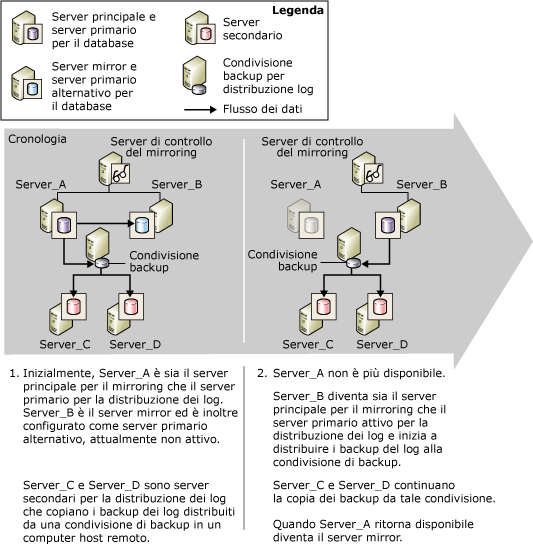 Legenda
Server principale e
server primario
per il database
Server
secondario
Server mirror e
server primario
alternativo per
il database
Condivisione
backup per
distribuzione log
Flusso dei dati
Cronologia
Server di controllo
del mirroring
Server_A
Server_B
Condivisione
backup
Server_C
Server_D
Server di controllo
del mirroring
Server_A
Server_B
Condivisione
backup
Server_C
Server_D
1. Inizialmente, Server_A è sia il server
principale per il mirroring che il server
primario per la distribuzione dei log.
Server_B è il server mirror ed è inoltre
configurato come server primario
alternativo, attualmente non attivo.
Server_C e Server_D sono server
secondari per la distribuzione dei log
che copiano i backup dei log distribuiti
da una condivisione di backup in un
computer host remoto.
2. Server_A non è più disponibile.
Server_B diventa sia il server
principale per il mirroring che il
server primario attivo per la
distribuzione dei log e inizia a
distribuire i backup del log alla
condivisione di backup.
Server_C e Server_D continuano
la copia dei backup da tale condivisione.
Quando Server_A ritorna disponibile
diventa il server mirror.